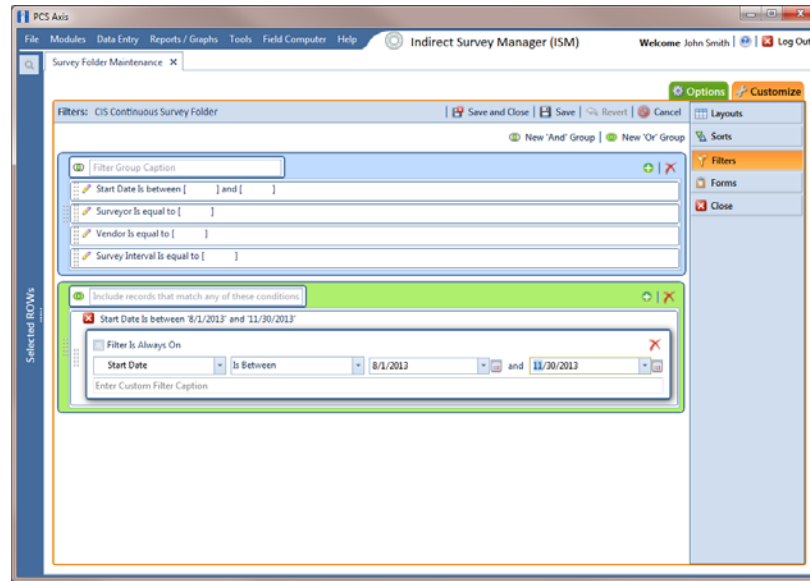 PCS Axis
File Modules Data Entry Reports / Graphs Tools Field Computer Help Indirect Survey Manager (ISM) Welcome John Smith Log Out
Survey Folder Maintenance
Options Customize
Filters: CIS Continuous Survey Folder Save and Close Save Revert Cancel
Layouts
New 'And' Group New 'Or' Group
Sorts
Filter Group Caption
Filters
Start Date Is between [ ] and [ ]
Forms
Surveyor Is equal to [ ]
Close
Vendor Is equal to [ ]
Survey Interval Is equal to [ ]
Selected ROWs
Include records that match any of these conditions
Start Date Is between '8/1/2013' and '11/30/2013'
Filter Is Always On
Start Date Is Between 8/1/2013 and 11/30/2013
Enter Custom Filter Caption